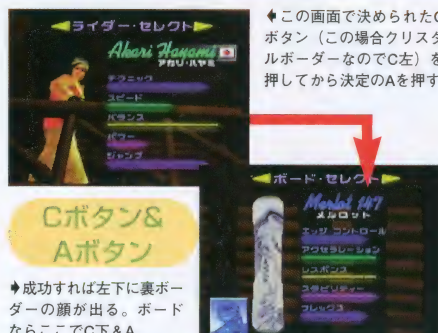 ライダー・セレクト
Akari Hayami
アカリ・ハヤミ
テクニック
スピード
バランス
パワー
ジャンプ
この画面で決められたC
ボタン（この場合クリスタ
ルボーダーなのでC左）を
押してから決定のAを押す
ボード・セレクト
Merlot 147
メルロット
エッジ コントロール
アクセラレーション
レスポンス
スタビリティー
フレックス
Cボタン&
Aボタン
成功すれば左下に裏ボー
ダーの顔が出る。ボード
ならここでC下&A